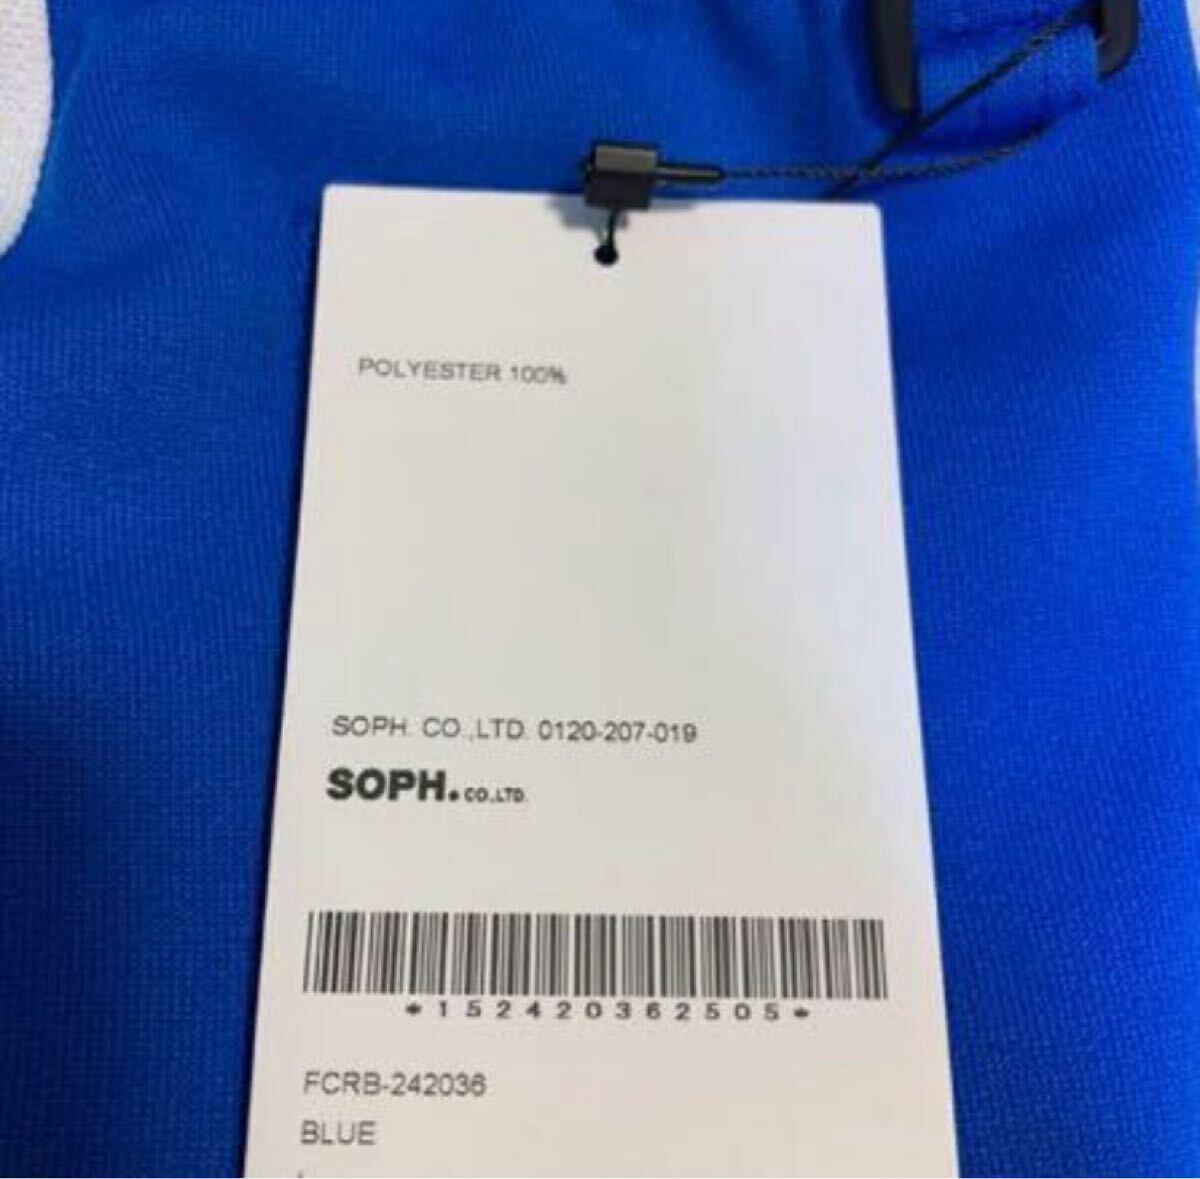 POLYESTER 100%
SOPH. CO.,LTD. 0120-207-019
SOPH. CO.,LTD.
*152420362505*
FCRB-242036
BLUE